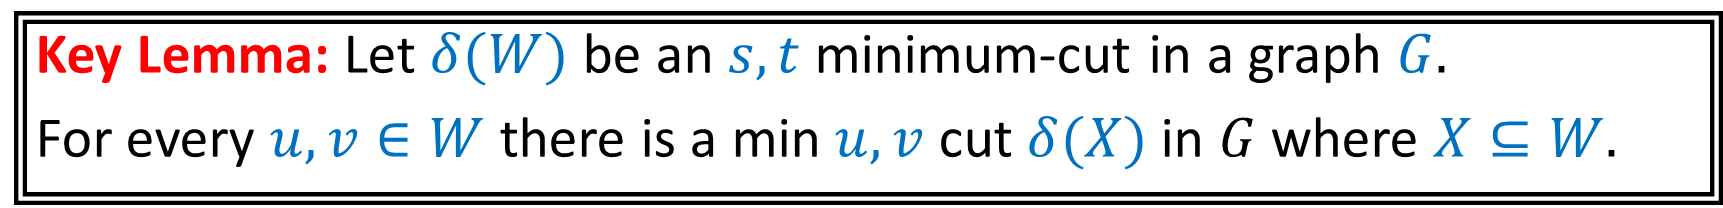 Key Lemma: Let δ(W) be an s, t minimum-cut in a graph G.
For every u, v ∈ W there is a min u, v cut δ(X) in G where X ⊆ W.